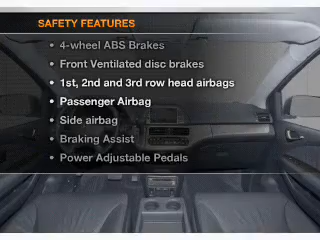 SAFETY FEATURES
• 4-wheel ABS Brakes
• Front Ventilated disc brakes
• 1st, 2nd and 3rd row head airbags
• Passenger Airbag
• Side airbag
• Braking Assist
• Power Adjustable Pedals